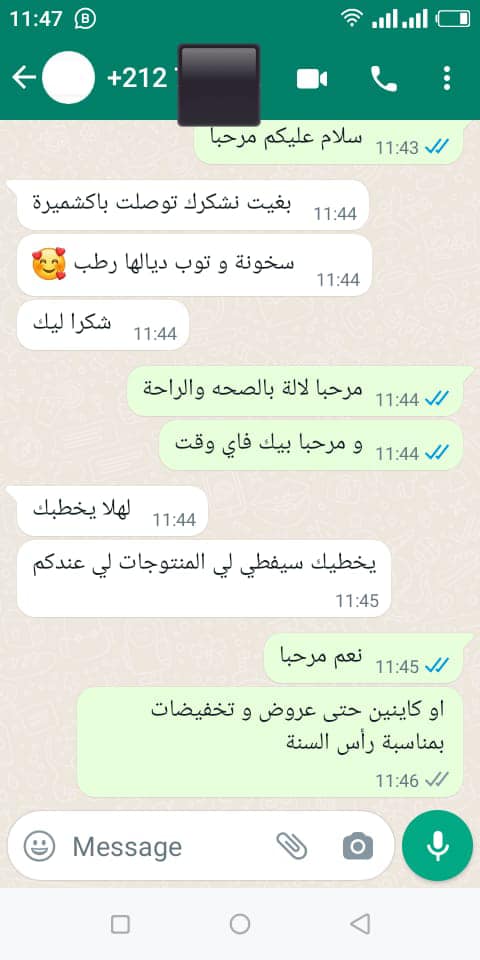 11:47
+212
سلام عليكم مرحبا
11:43
بغيت نشكرك توصلت باكشميرة
11:44
سخونة و توب ديالها رطب 🥰
11:44
شكرا ليك
11:44
مرحبا لالة بالصحه والراحة
11:44
و مرحبا بيك فاي وقت
11:44
لهلا يخطبك
11:44
يخطيك سيفطي لي المنتوجات لي عندكم
11:45
نعم مرحبا
11:45
او كاينين حتى عروض و تخفيضات
بمناسبة رأس السنة
11:46
Message